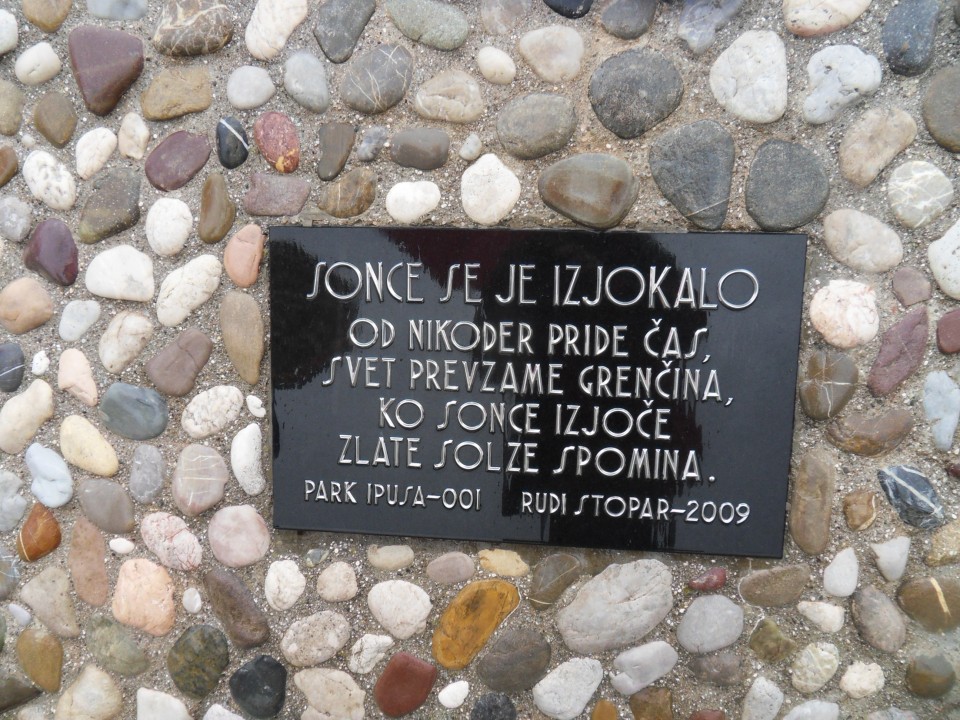 SONCE SE JE IZJOKALO
OD NIKODER PRIDE ČAS,
SVET PREVZAME GRENČINA,
KO SONCE IZJOČE
ZLATE SOLZE SPOMINA.
PARK IPUSA-001 RUDI STOPAR-2009